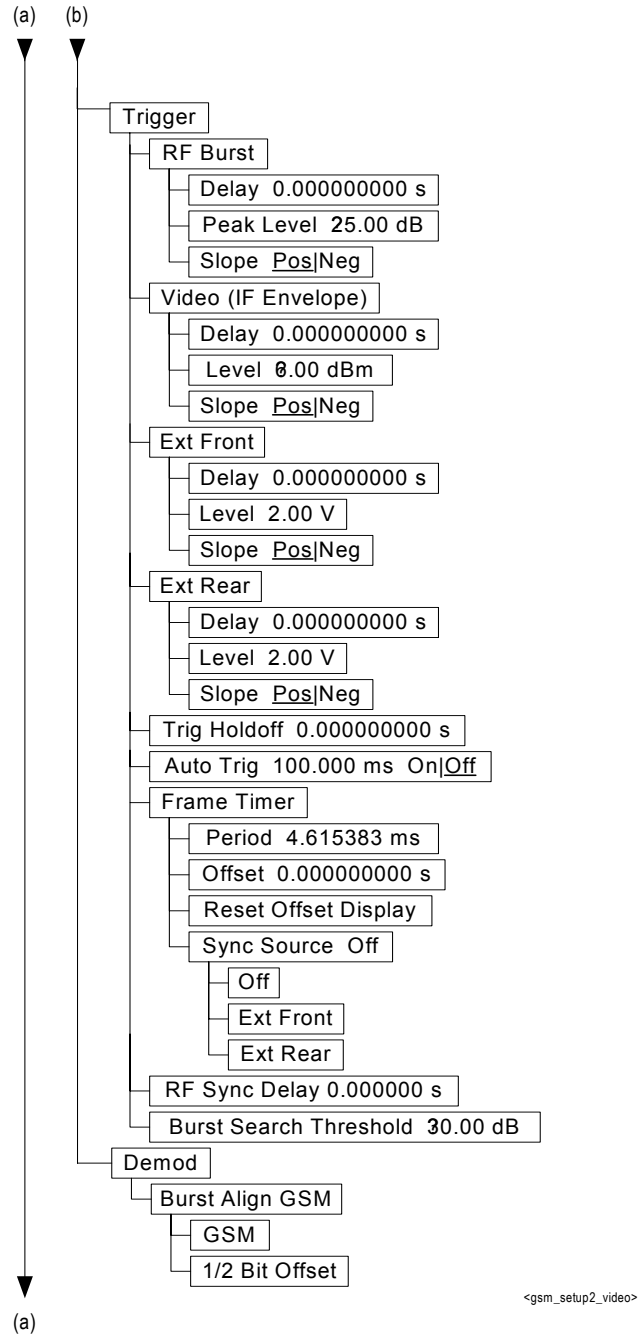 (a) (b)
Trigger
RF Burst
Delay 0.000000000 s
Peak Level 25.00 dB
Slope Pos|Neg
Video (IF Envelope)
Delay 0.000000000 s
Level .00 dBm
Slope Pos|Neg
Ext Front
Delay 0.000000000 s
Level 2.00 V
Slope Pos|Neg
Ext Rear
Delay 0.000000000 s
Level 2.00 V
Slope Pos|Neg
Trig Holdoff 0.000000000 s
Auto Trig 100.000 ms On|Off
Frame Timer
Period 4.615383 ms
Offset 0.000000000 s
Reset Offset Display
Sync Source Off
Off
Ext Front
Ext Rear
RF Sync Delay 0.000000 s
Burst Search Threshold 30.00 dB
Demod
Burst Align GSM
GSM
1/2 Bit Offset
<gsm_setup2_video>
(a)